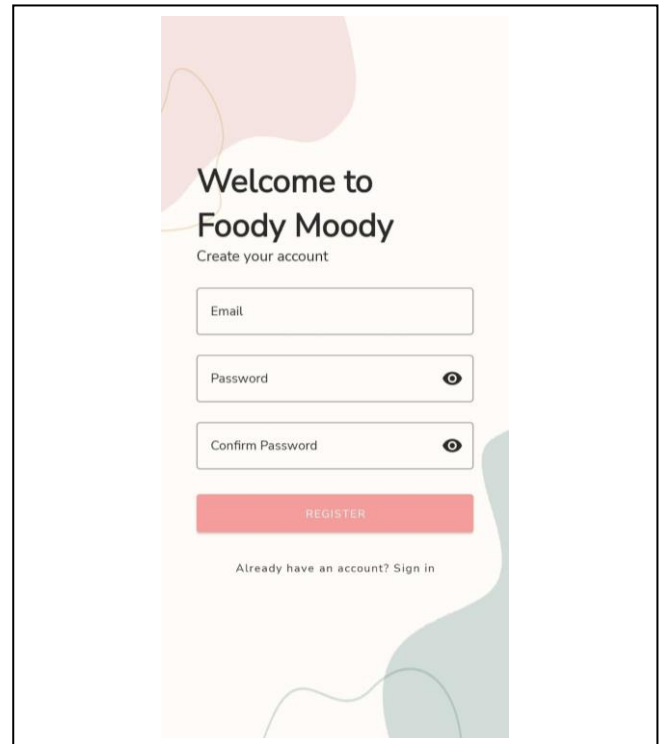 Welcome to
Foody Moody
Create your account
Email
Password
Confirm Password
REGISTER
Already have an account? Sign in